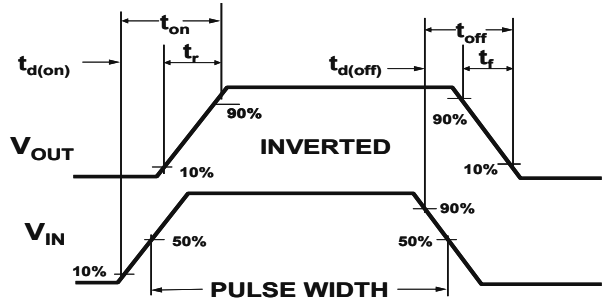 t_on t_off
t_d(on) t_r t_d(off) t_f
90% 90%
V_OUT INVERTED
10% 10%
90%
V_IN 50% 50%
10%
PULSE WIDTH